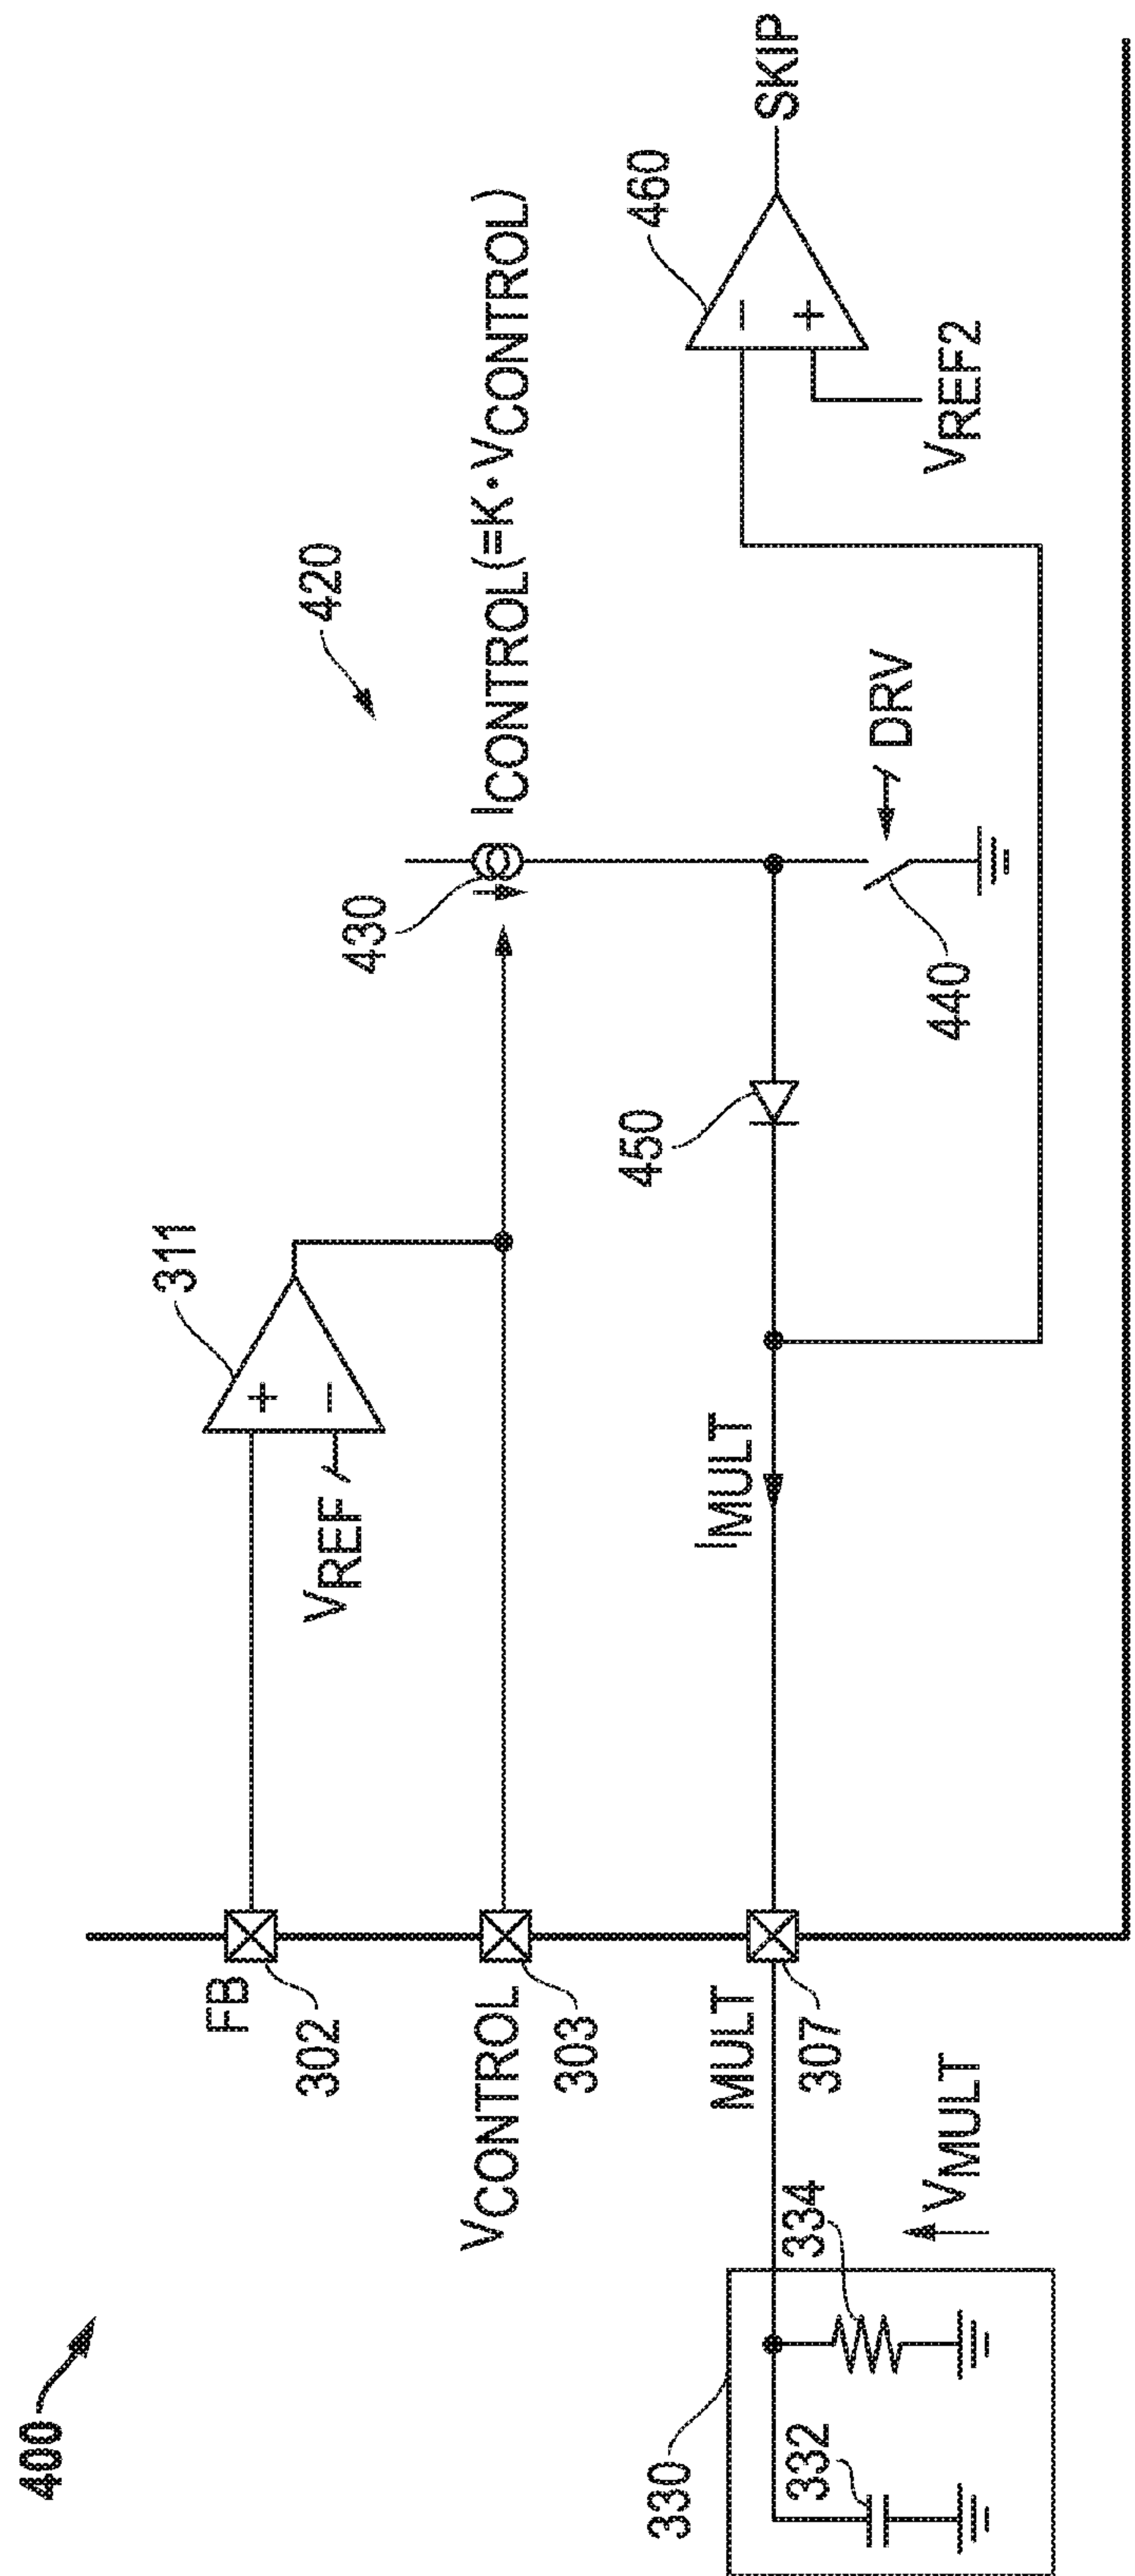 400
420
311
FB
302
VREF
VCONTROL
303
430
ICONTROL(=K·VCONTROL)
MULT
307
IMULT
450
440
DRV
460
SKIP
VREF2
330
332
334
VMULT
+
−
−
+